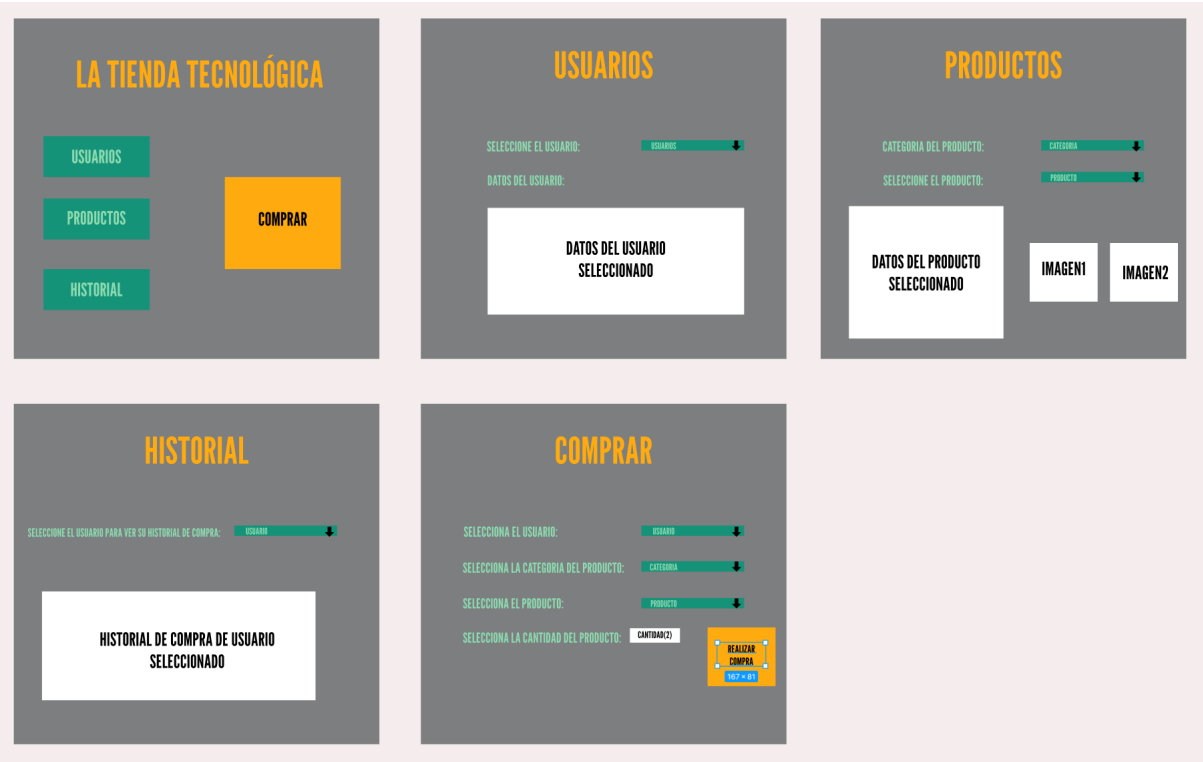 LA TIENDA TECNOLÓGICA
USUARIOS
PRODUCTOS
HISTORIAL
COMPRAR
USUARIOS
SELECCIONE EL USUARIO:
USUARIOS
DATOS DEL USUARIO:
DATOS DEL USUARIO
SELECCIONADO
PRODUCTOS
CATEGORIA DEL PRODUCTO:
CATEGORIA
SELECCIONE EL PRODUCTO:
PRODUCTO
DATOS DEL PRODUCTO
SELECCIONADO
IMAGEN1
IMAGEN2
HISTORIAL
SELECCIONE EL USUARIO PARA VER SU HISTORIAL DE COMPRA:
USUARIO
HISTORIAL DE COMPRA DE USUARIO
SELECCIONADO
COMPRAR
SELECCIONA EL USUARIO:
USUARIO
SELECCIONA LA CATEGORIA DEL PRODUCTO:
CATEGORIA
SELECCIONA EL PRODUCTO:
PRODUCTO
SELECCIONA LA CANTIDAD DEL PRODUCTO:
CANTIDAD(2)
REALIZAR
COMPRA
167 × 81